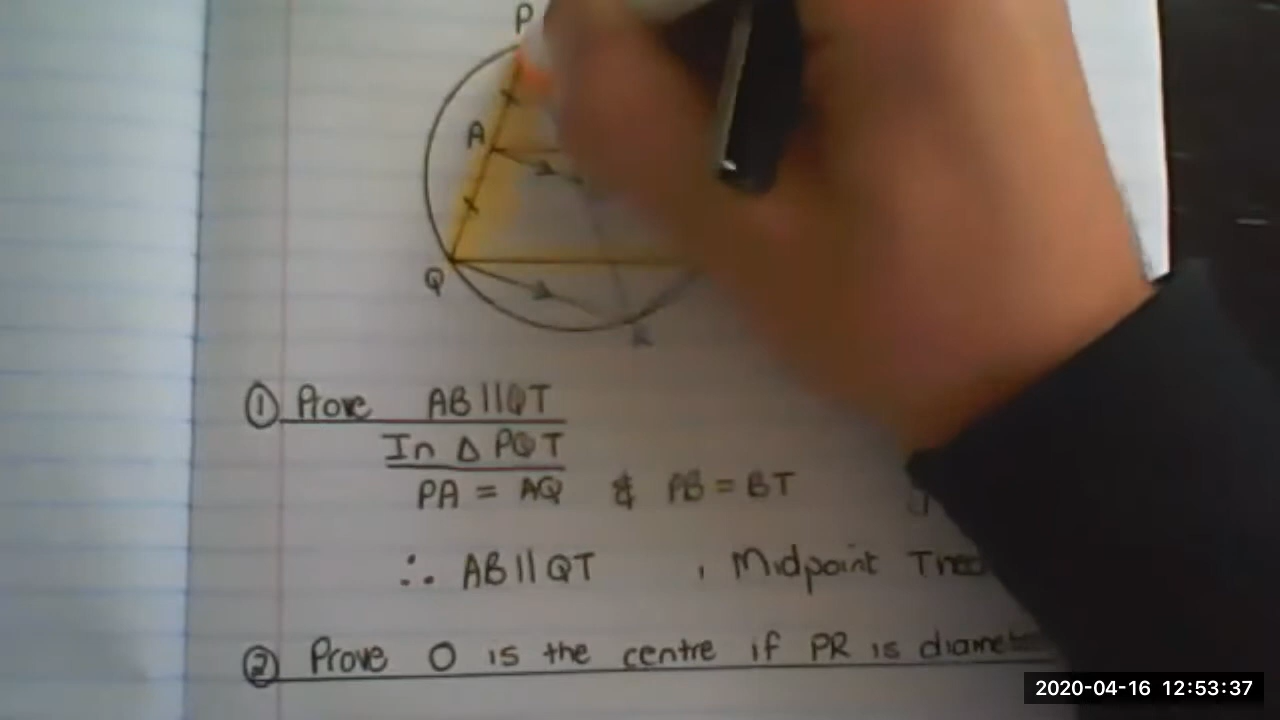 P
A
Q
① Prove AB||QT
In Δ PQT
PA = AQ & PB = BT
∴ AB||QT , Midpoint
② Prove O is the centre if PR is
2020-04-16 12:53:37